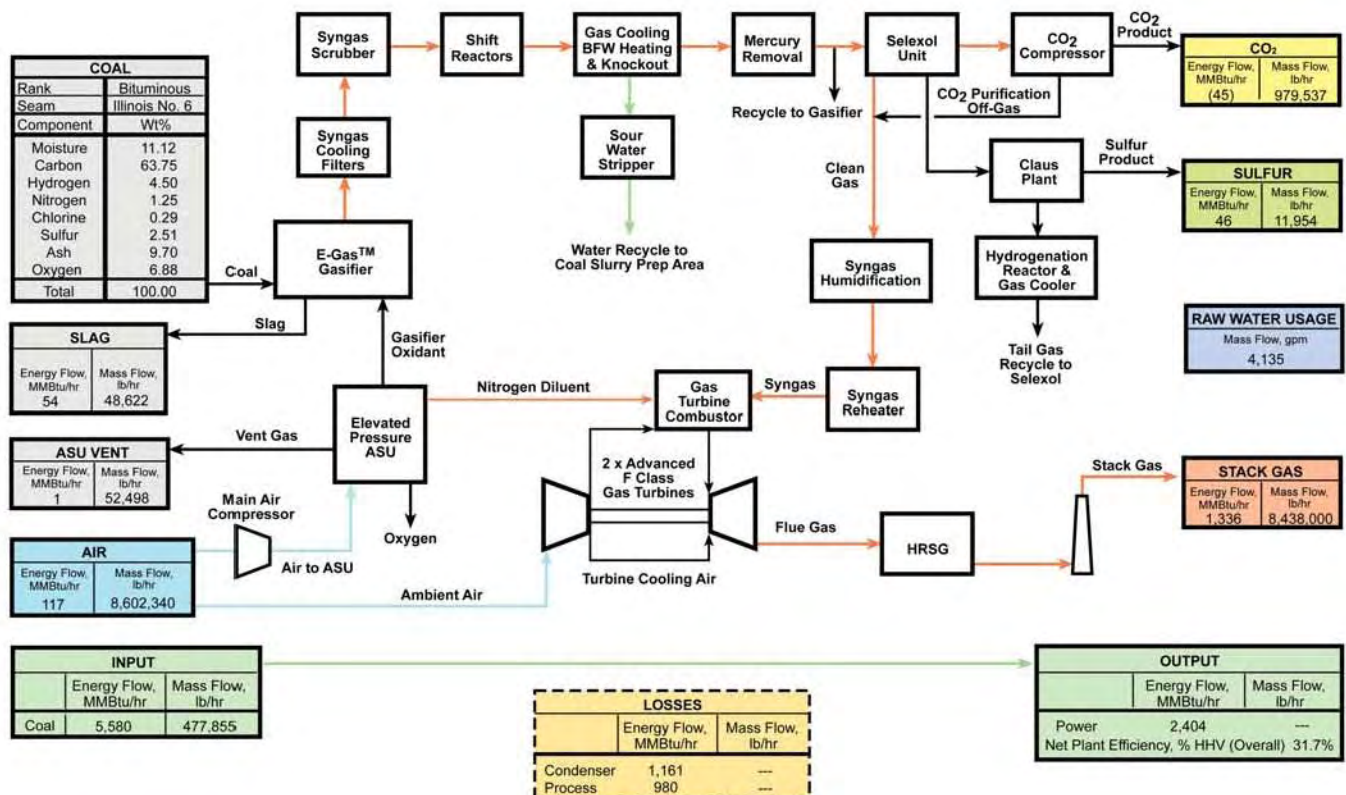 COAL
Rank Bituminous
Seam Illinois No. 6
Component Wt%
Moisture 11.12
Carbon 63.75
Hydrogen 4.50
Nitrogen 1.25
Chlorine 0.29
Sulfur 2.51
Ash 9.70
Oxygen 6.88
Total 100.00
Syngas
Scrubber
Shift
Reactors
Gas Cooling
BFW Heating
& Knockout
Mercury
Removal
Selexol
Unit
CO2
Compressor
CO2
Product
CO2
Energy Flow, Mass Flow,
MMBtu/hr lb/hr
(45) 979,537
Syngas
Cooling
Filters
Sour
Water
Stripper
Recycle to Gasifier
CO2 Purification
Off-Gas
Clean
Gas
Claus
Plant
Sulfur
Product
SULFUR
Energy Flow, Mass Flow,
MMBtu/hr lb/hr
46 11,954
Coal
E-Gas™
Gasifier
Water Recycle to
Coal Slurry Prep Area
Syngas
Humidification
Hydrogenation
Reactor &
Gas Cooler
Slag
SLAG
Energy Flow, Mass Flow,
MMBtu/hr lb/hr
54 48,622
Gasifier
Oxidant
Tail Gas
Recycle to
Selexol
RAW WATER USAGE
Mass Flow, gpm
4,135
Nitrogen Diluent
Gas
Turbine
Combustor
Syngas
Syngas
Reheater
Vent Gas
Elevated
Pressure
ASU
ASU VENT
Energy Flow, Mass Flow,
MMBtu/hr lb/hr
1 52,498
2 x Advanced
F Class
Gas Turbines
Stack Gas
STACK GAS
Energy Flow, Mass Flow,
MMBtu/hr lb/hr
1,336 8,438,000
Main Air
Compressor
Oxygen
Flue Gas
HRSG
AIR
Energy Flow, Mass Flow,
MMBtu/hr lb/hr
117 8,602,340
Air to ASU
Turbine Cooling Air
Ambient Air
INPUT
Energy Flow, Mass Flow,
MMBtu/hr lb/hr
Coal 5,580 477,855
LOSSES
Energy Flow, Mass Flow,
MMBtu/hr lb/hr
Condenser 1,161 ---
Process 980 ---
OUTPUT
Energy Flow, Mass Flow,
MMBtu/hr lb/hr
Power 2,404 ---
Net Plant Efficiency, % HHV (Overall) 31.7%